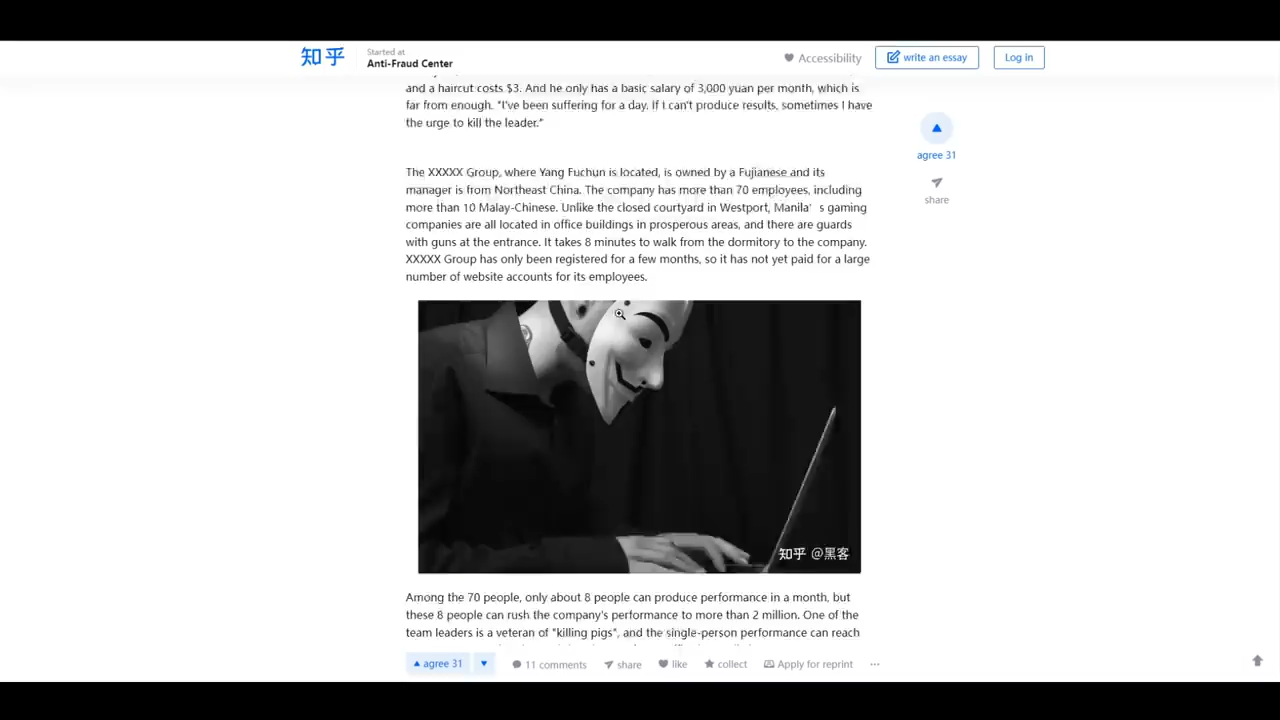 知乎
Started at
Anti-Fraud Center
Accessibility
write an essay
Log in
and a haircut costs $3. And he only has a basic salary of 3,000 yuan per month, which is
far from enough. "I've been suffering for a day. If I can't produce results, sometimes I have
the urge to kill the leader."
agree 31
share
The XXXXX Group, where Yang Fuchun is located, is owned by a Fujianese and its
manager is from Northeast China. The company has more than 70 employees, including
more than 10 Malay-Chinese. Unlike the closed courtyard in Westport, Manila's gaming
companies are all located in office buildings in prosperous areas, and there are guards
with guns at the entrance. It takes 8 minutes to walk from the dormitory to the company.
XXXXX Group has only been registered for a few months, so it has not yet paid for a large
number of website accounts for its employees.
知乎 @黑客
Among the 70 people, only about 8 people can produce performance in a month, but
these 8 people can rush the company's performance to more than 2 million. One of the
team leaders is a veteran of "killing pigs", and the single-person performance can reach
agree 31
11 comments
share
like
collect
Apply for reprint